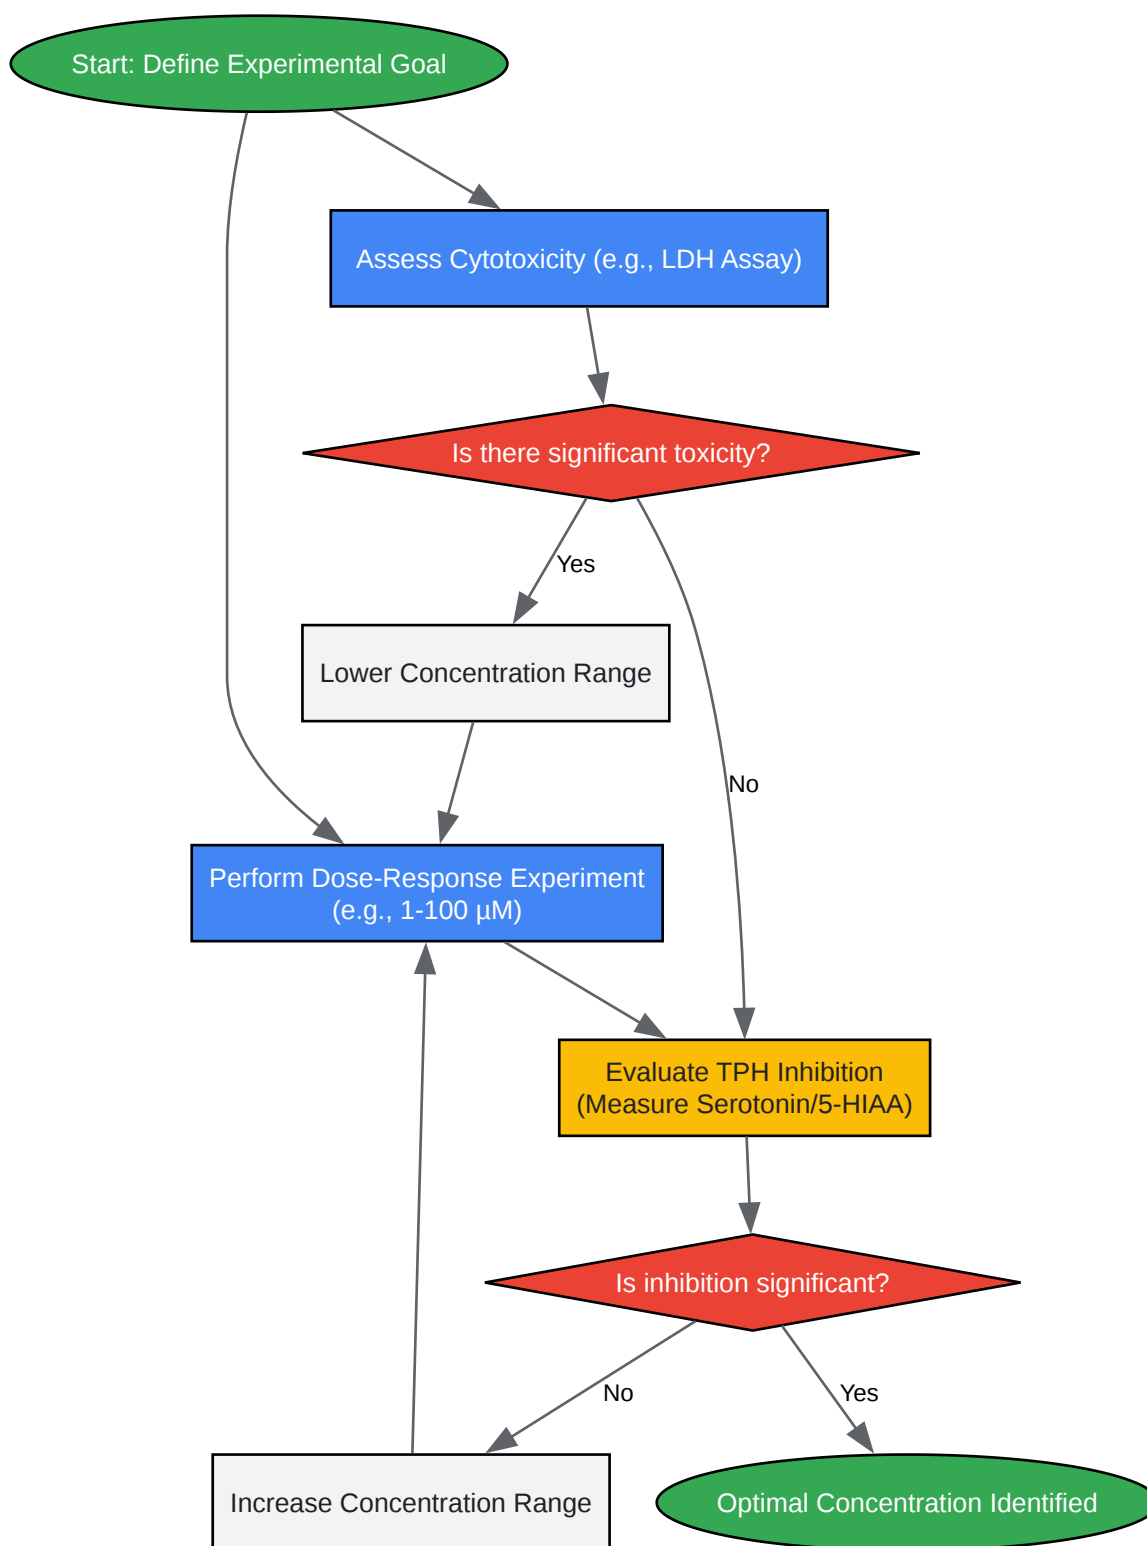 Start: Define Experimental Goal
Assess Cytotoxicity (e.g., LDH Assay)
Is there significant toxicity?
Yes
Lower Concentration Range
No
Perform Dose-Response Experiment
(e.g., 1-100 µM)
Evaluate TPH Inhibition
(Measure Serotonin/5-HIAA)
Is inhibition significant?
No
Yes
Increase Concentration Range
Optimal Concentration Identified